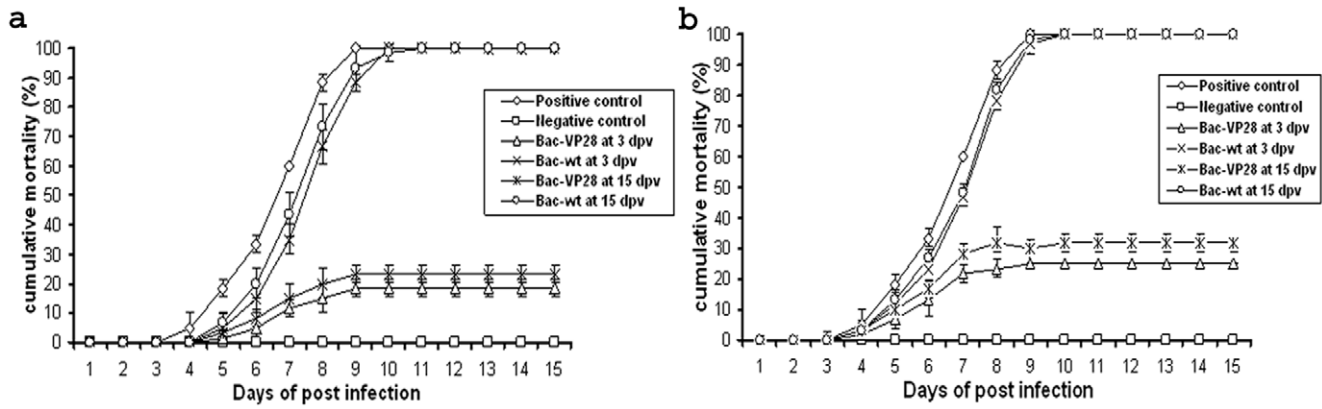 a
cumulative mortality (%)
100
90
80
70
60
50
40
30
20
10
0
1 2 3 4 5 6 7 8 9 10 11 12 13 14 15
Days of post infection
Positive control
Negative control
Bac-VP28 at 3 dpv
Bac-wt at 3 dpv
Bac-VP28 at 15 dpv
Bac-wt at 15 dpv
b
cumulative mortality (%)
100
90
80
70
60
50
40
30
20
10
0
1 2 3 4 5 6 7 8 9 10 11 12 13 14 15
Days of post infection
Positive control
Negative control
Bac-VP28 at 3 dpv
Bac-wt at 3 dpv
Bac-VP28 at 15 dpv
Bac-wt at 15 dpv